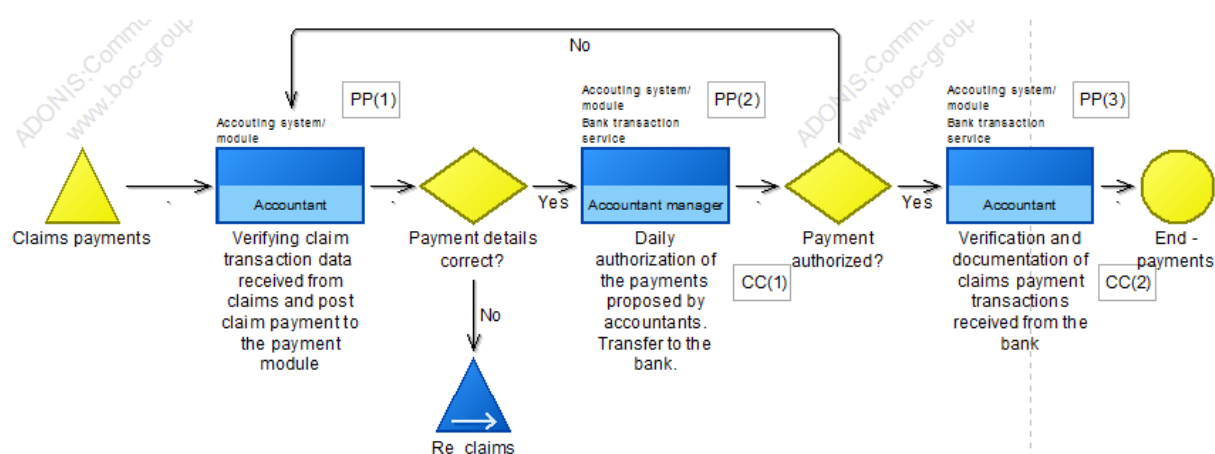 ADONIS:Commu
www.boc-group
ADONIS:Commu
www.boc-group
No
PP(1)
Accouting system/
module
PP(2)
Accouting system/
module
Bank transaction
service
PP(3)
Accouting system/
module
Bank transaction
service
Accountant
Yes
Accountant manager
Yes
Accountant
Claims payments
Verifying claim
transaction data
received from
claims and post
claim payment to
the payment
module
Payment details
correct?
Daily
authorization of
the payments
proposed by
accountants.
Transfer to the
bank.
CC(1)
Payment
authorized?
Verification and
documentation of
claims payment
transactions
received from the
bank
CC(2)
End -
payments
No
Re claims